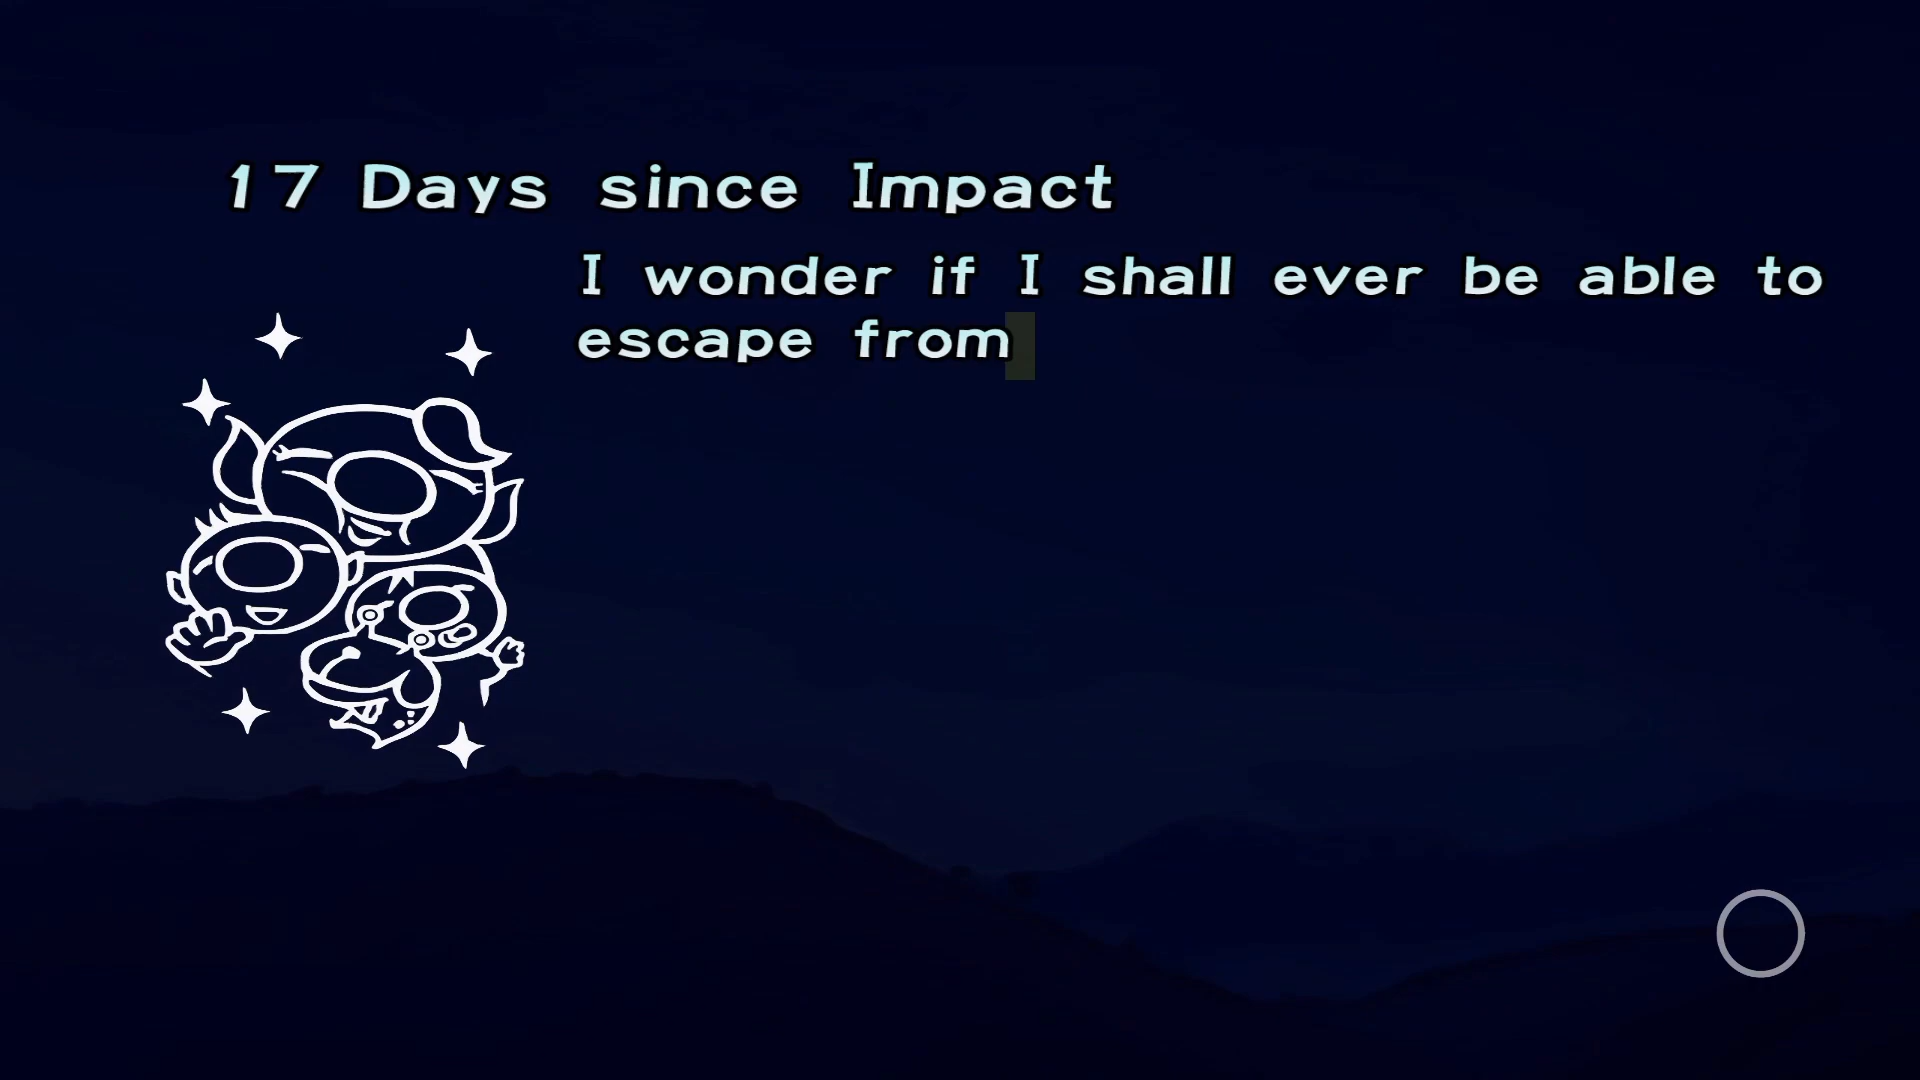 17 Days since Impact
I wonder if I shall ever be able to
escape from